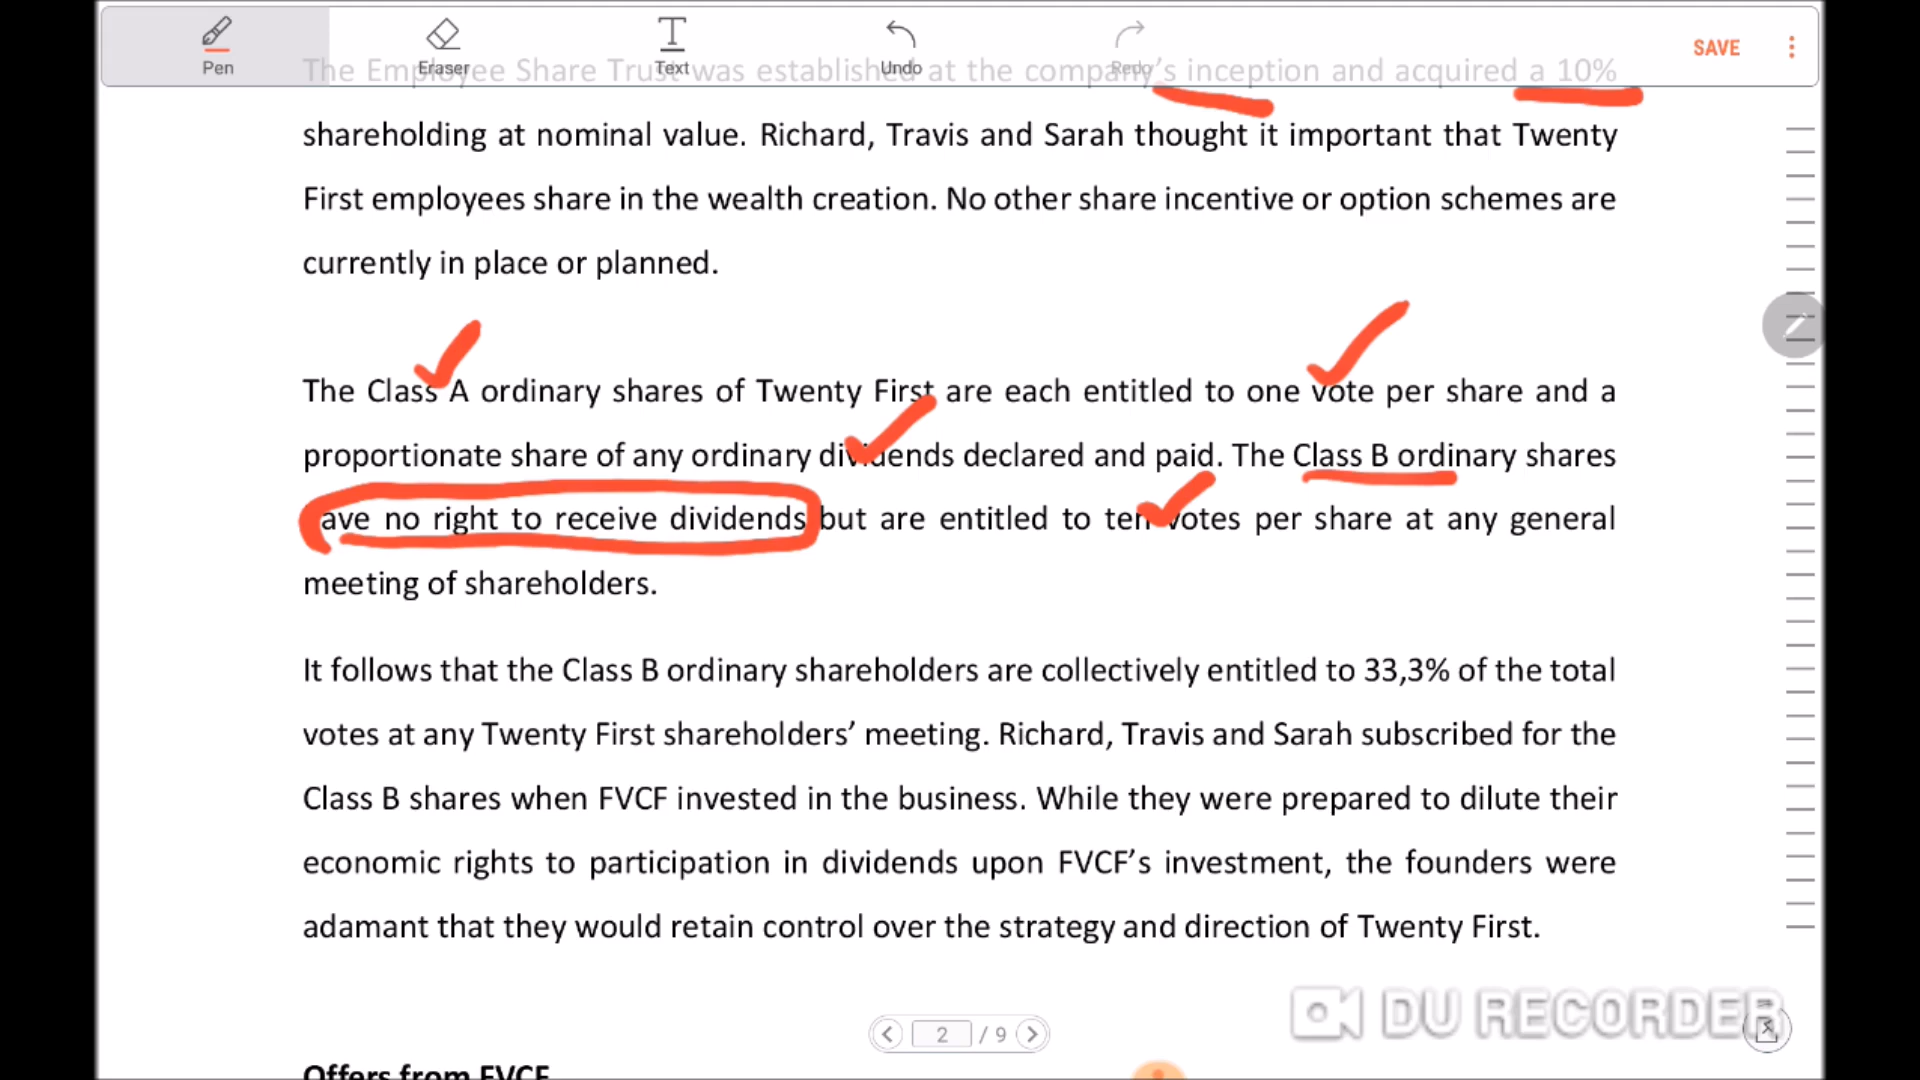 Pen
Eraser
Text
Undo
Redo
SAVE
The Employee Share Trust was established at the company's inception and acquired a 10%
shareholding at nominal value. Richard, Travis and Sarah thought it important that Twenty
First employees share in the wealth creation. No other share incentive or option schemes are
currently in place or planned.
The Class A ordinary shares of Twenty First are each entitled to one vote per share and a
proportionate share of any ordinary dividends declared and paid. The Class B ordinary shares
ave no right to receive dividends but are entitled to ten votes per share at any general
meeting of shareholders.
It follows that the Class B ordinary shareholders are collectively entitled to 33,3% of the total
votes at any Twenty First shareholders' meeting. Richard, Travis and Sarah subscribed for the
Class B shares when FVCF invested in the business. While they were prepared to dilute their
economic rights to participation in dividends upon FVCF's investment, the founders were
adamant that they would retain control over the strategy and direction of Twenty First.
DU RECORDER
2 / 9
Offers from FVCF